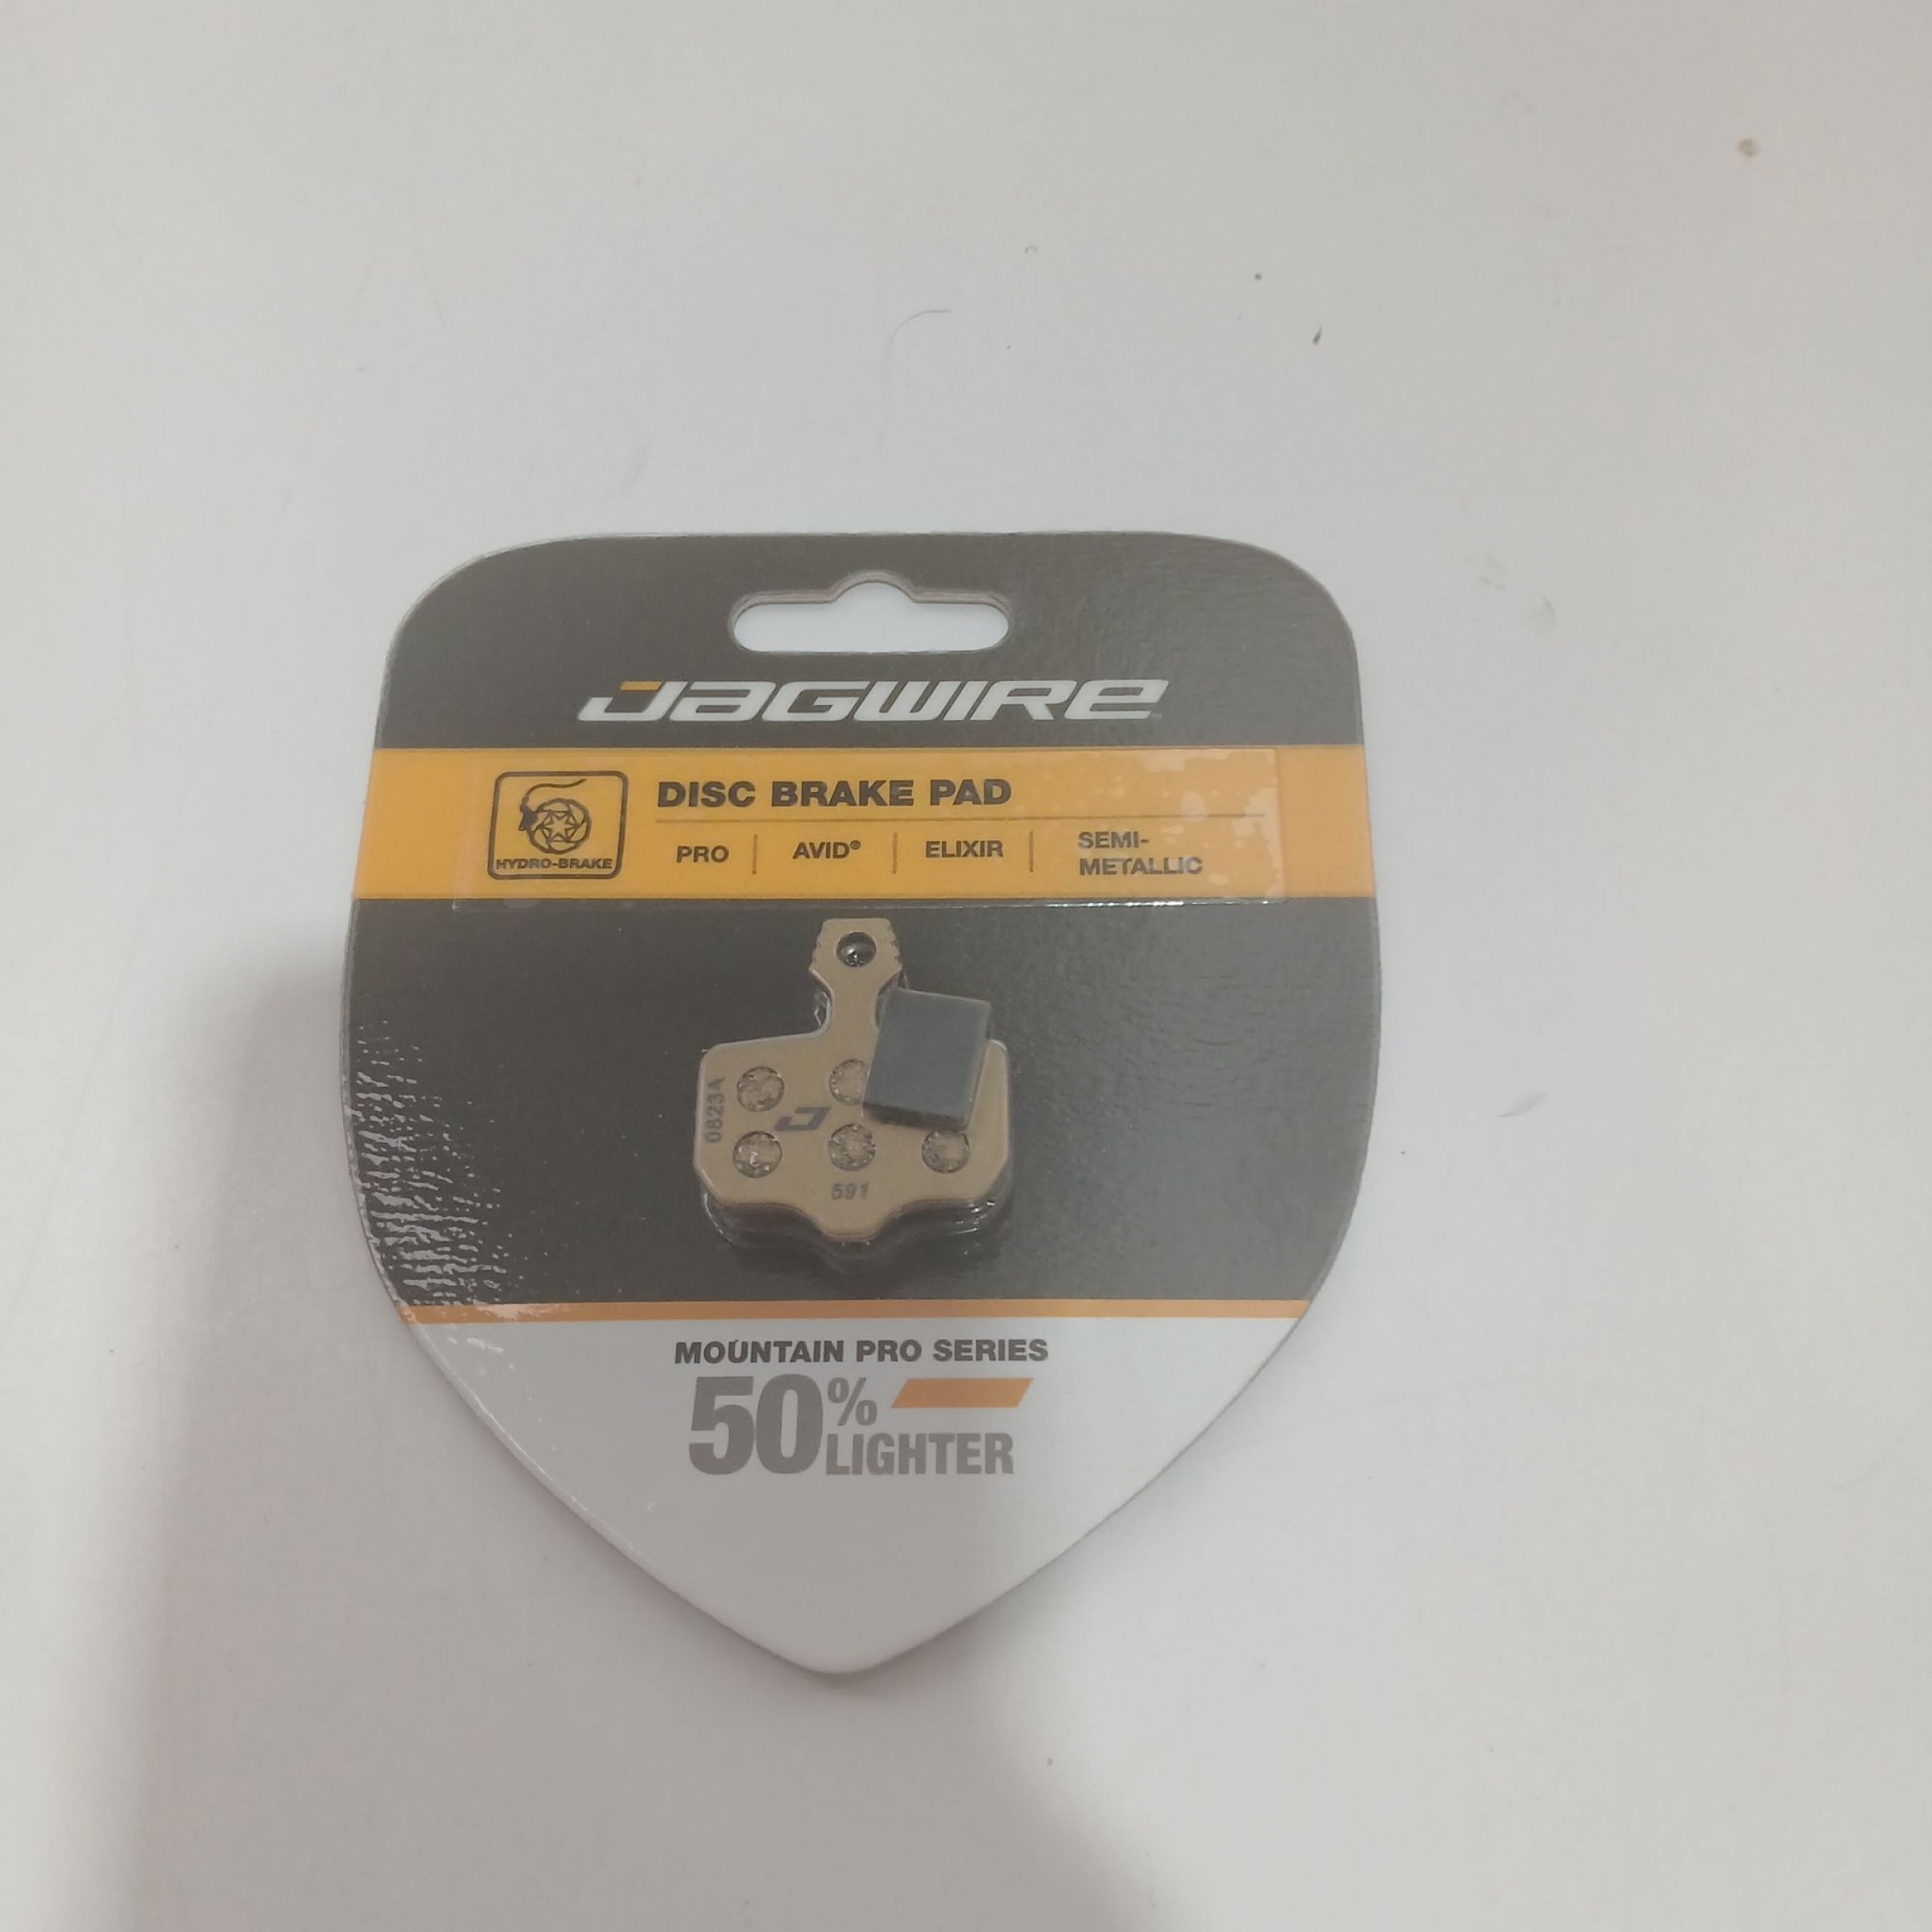 JAGWIRE
DISC BRAKE PAD
HYDRO-BRAKE
PRO | AVID® | ELIXIR | SEMI-METALLIC
0823A
J
591
MOUNTAIN PRO SERIES
50% LIGHTER